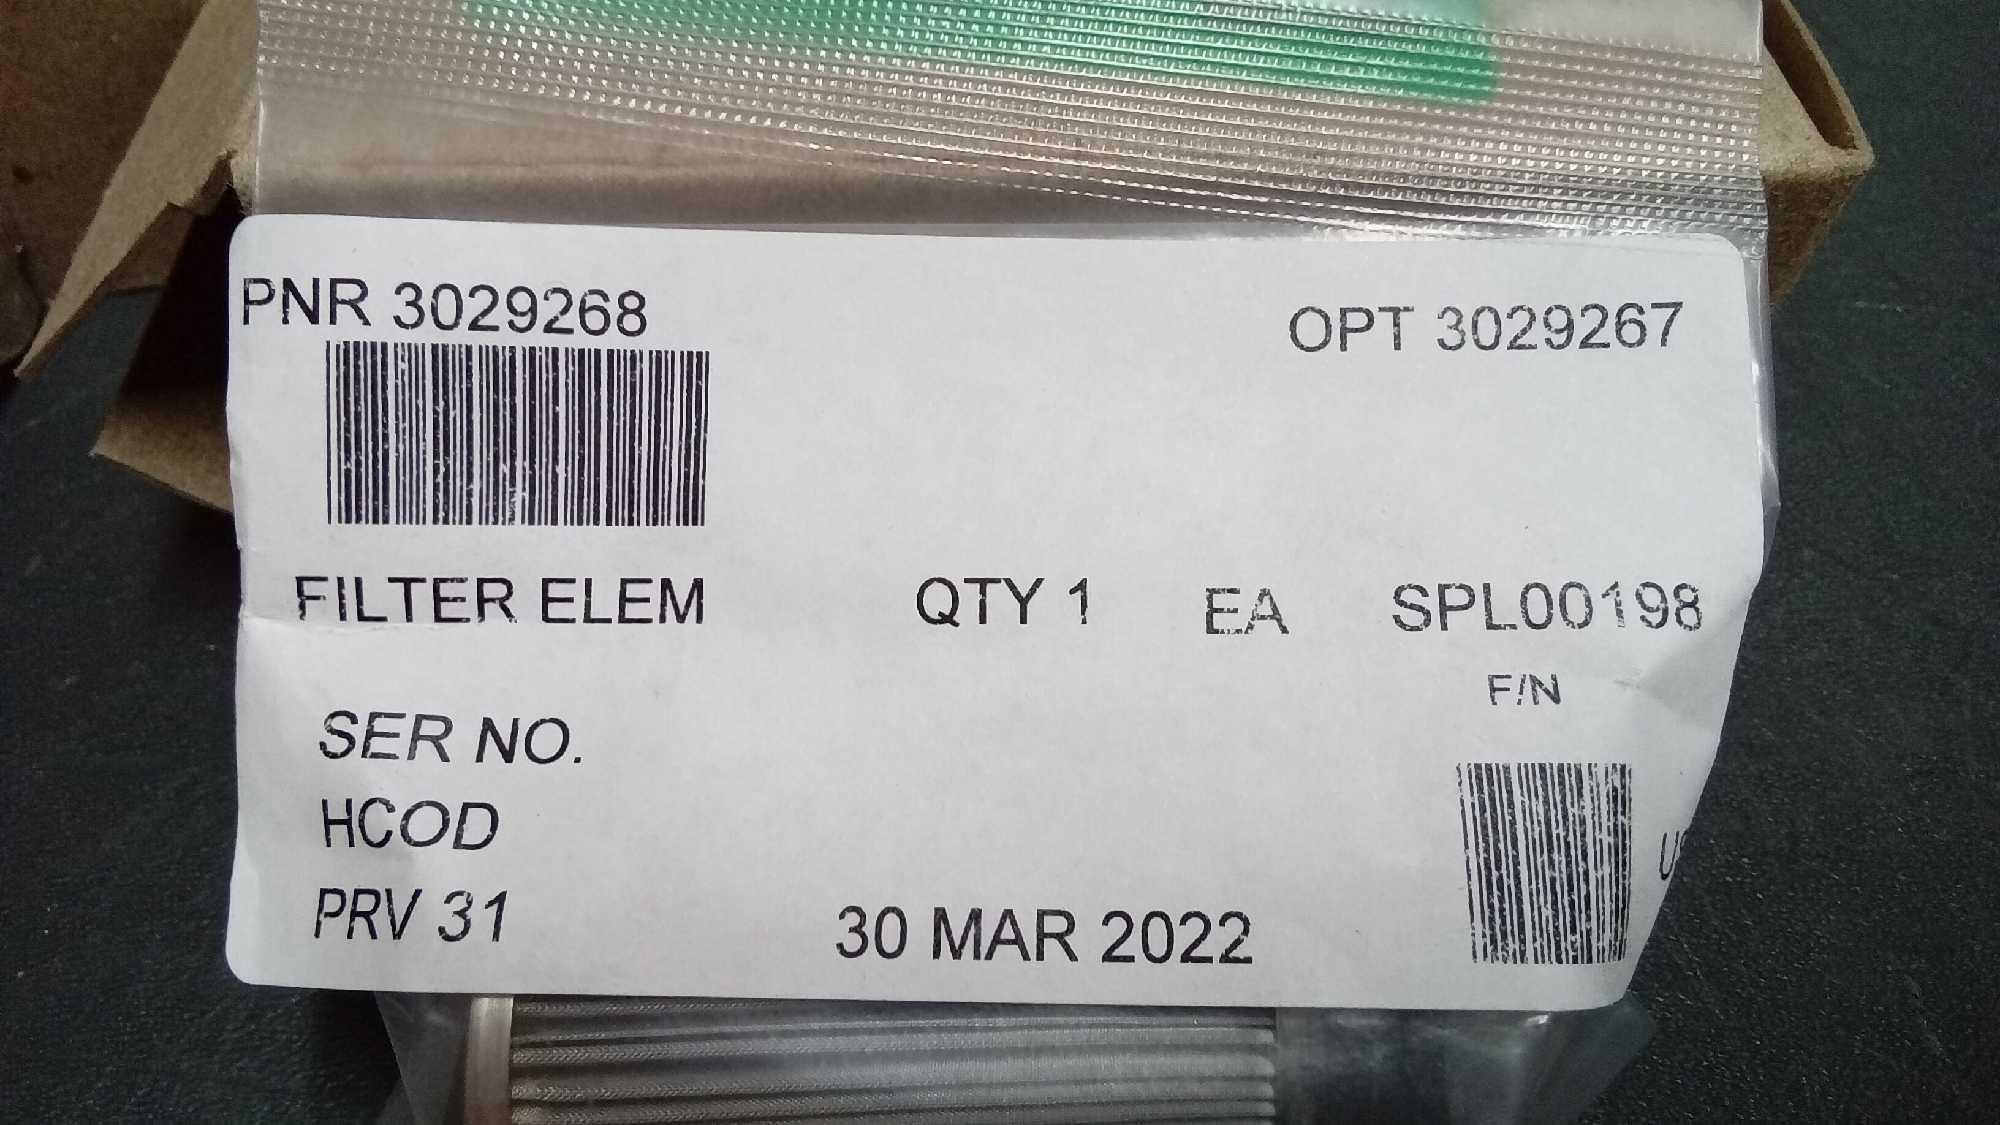 PNR 3029268 OPT 3029267
FILTER ELEM QTY 1 EA SPL00198
F/N
SER NO.
HCOD
PRV 31 30 MAR 2022